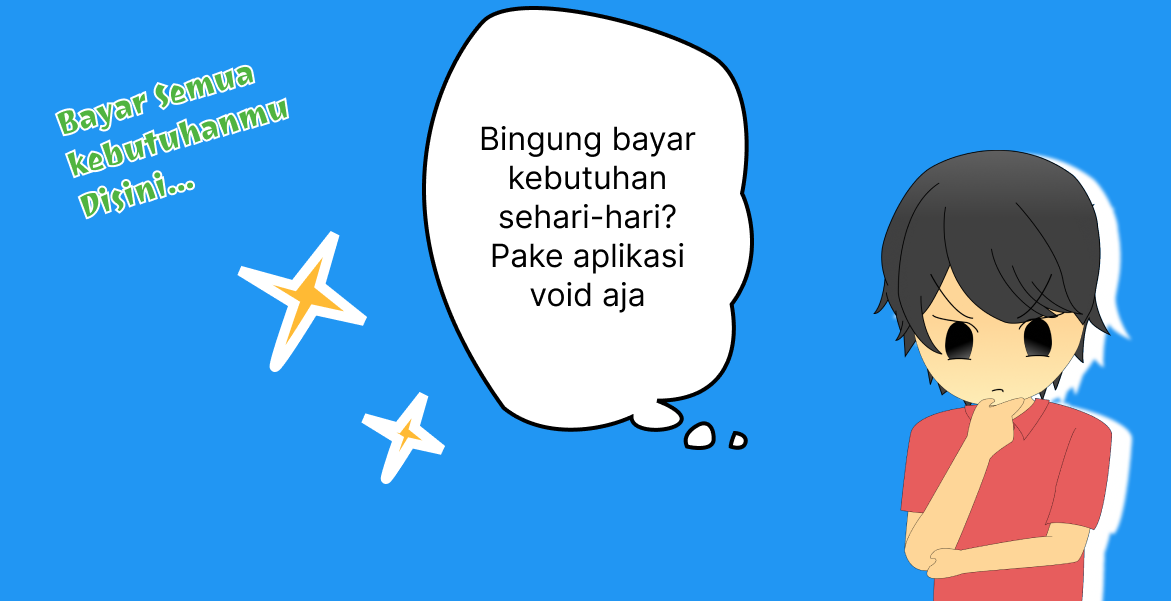 Bayar Semua
kebutuhanmu
Disini...
Bingung bayar
kebutuhan
sehari-hari?
Pake aplikasi
void aja